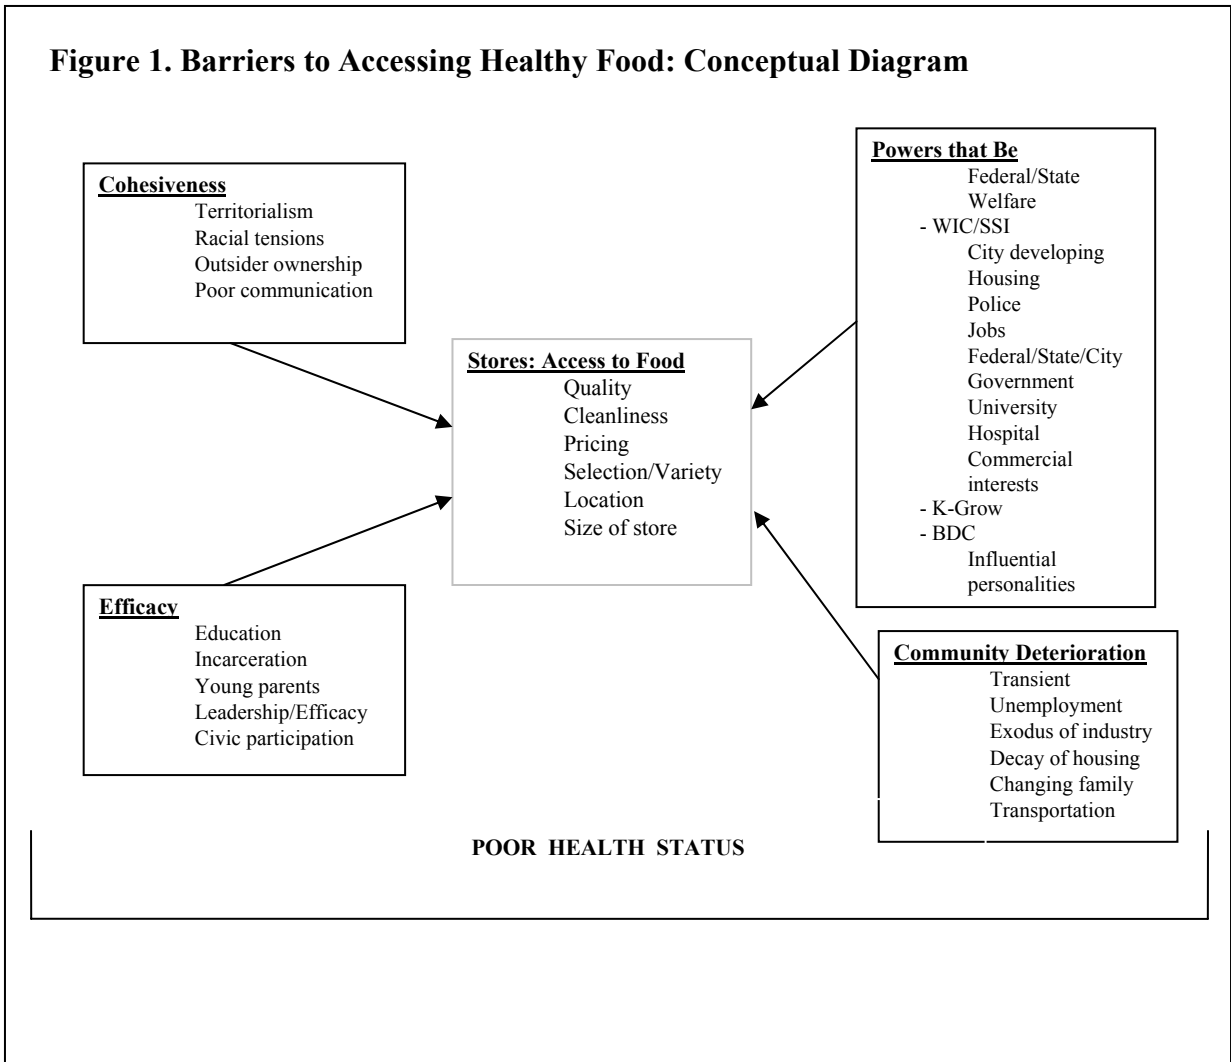 Figure 1. Barriers to Accessing Healthy Food: Conceptual Diagram
Cohesiveness
Territorialism
Racial tensions
Outsider ownership
Poor communication
Powers that Be
Federal/State
Welfare
- WIC/SSI
City developing
Housing
Police
Jobs
Federal/State/City
Government
University
Hospital
Commercial
interests
- K-Grow
- BDC
Influential
personalities
Stores: Access to Food
Quality
Cleanliness
Pricing
Selection/Variety
Location
Size of store
Efficacy
Education
Incarceration
Young parents
Leadership/Efficacy
Civic participation
Community Deterioration
Transient
Unemployment
Exodus of industry
Decay of housing
Changing family
Transportation
POOR HEALTH STATUS